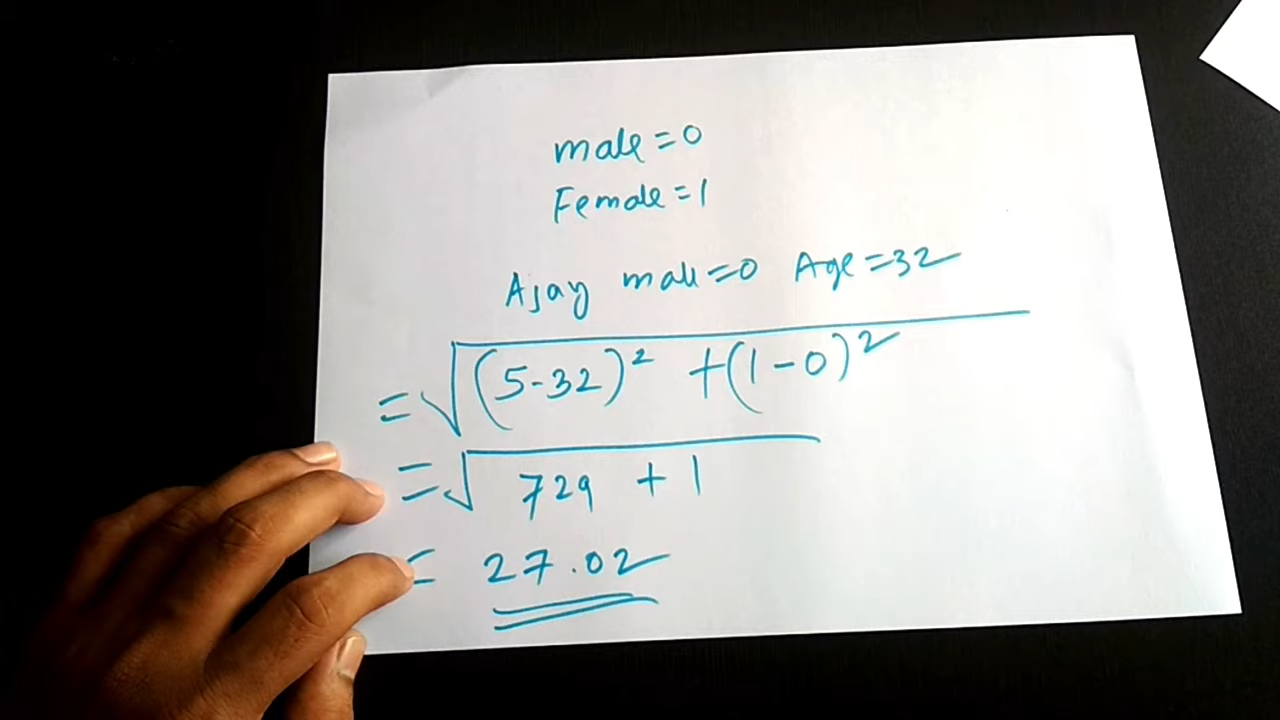 male=0
Female=1
Ajay male=0 Age=32
=√(5-32)² +(1-0)²
=√729 + 1
= 27.02